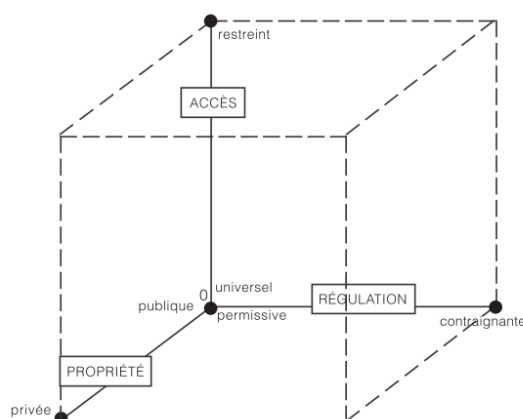 restreint
ACCÈS
0 universel
publique
permissive
RÉGULATION
contraignante
PROPRIÉTÉ
privée